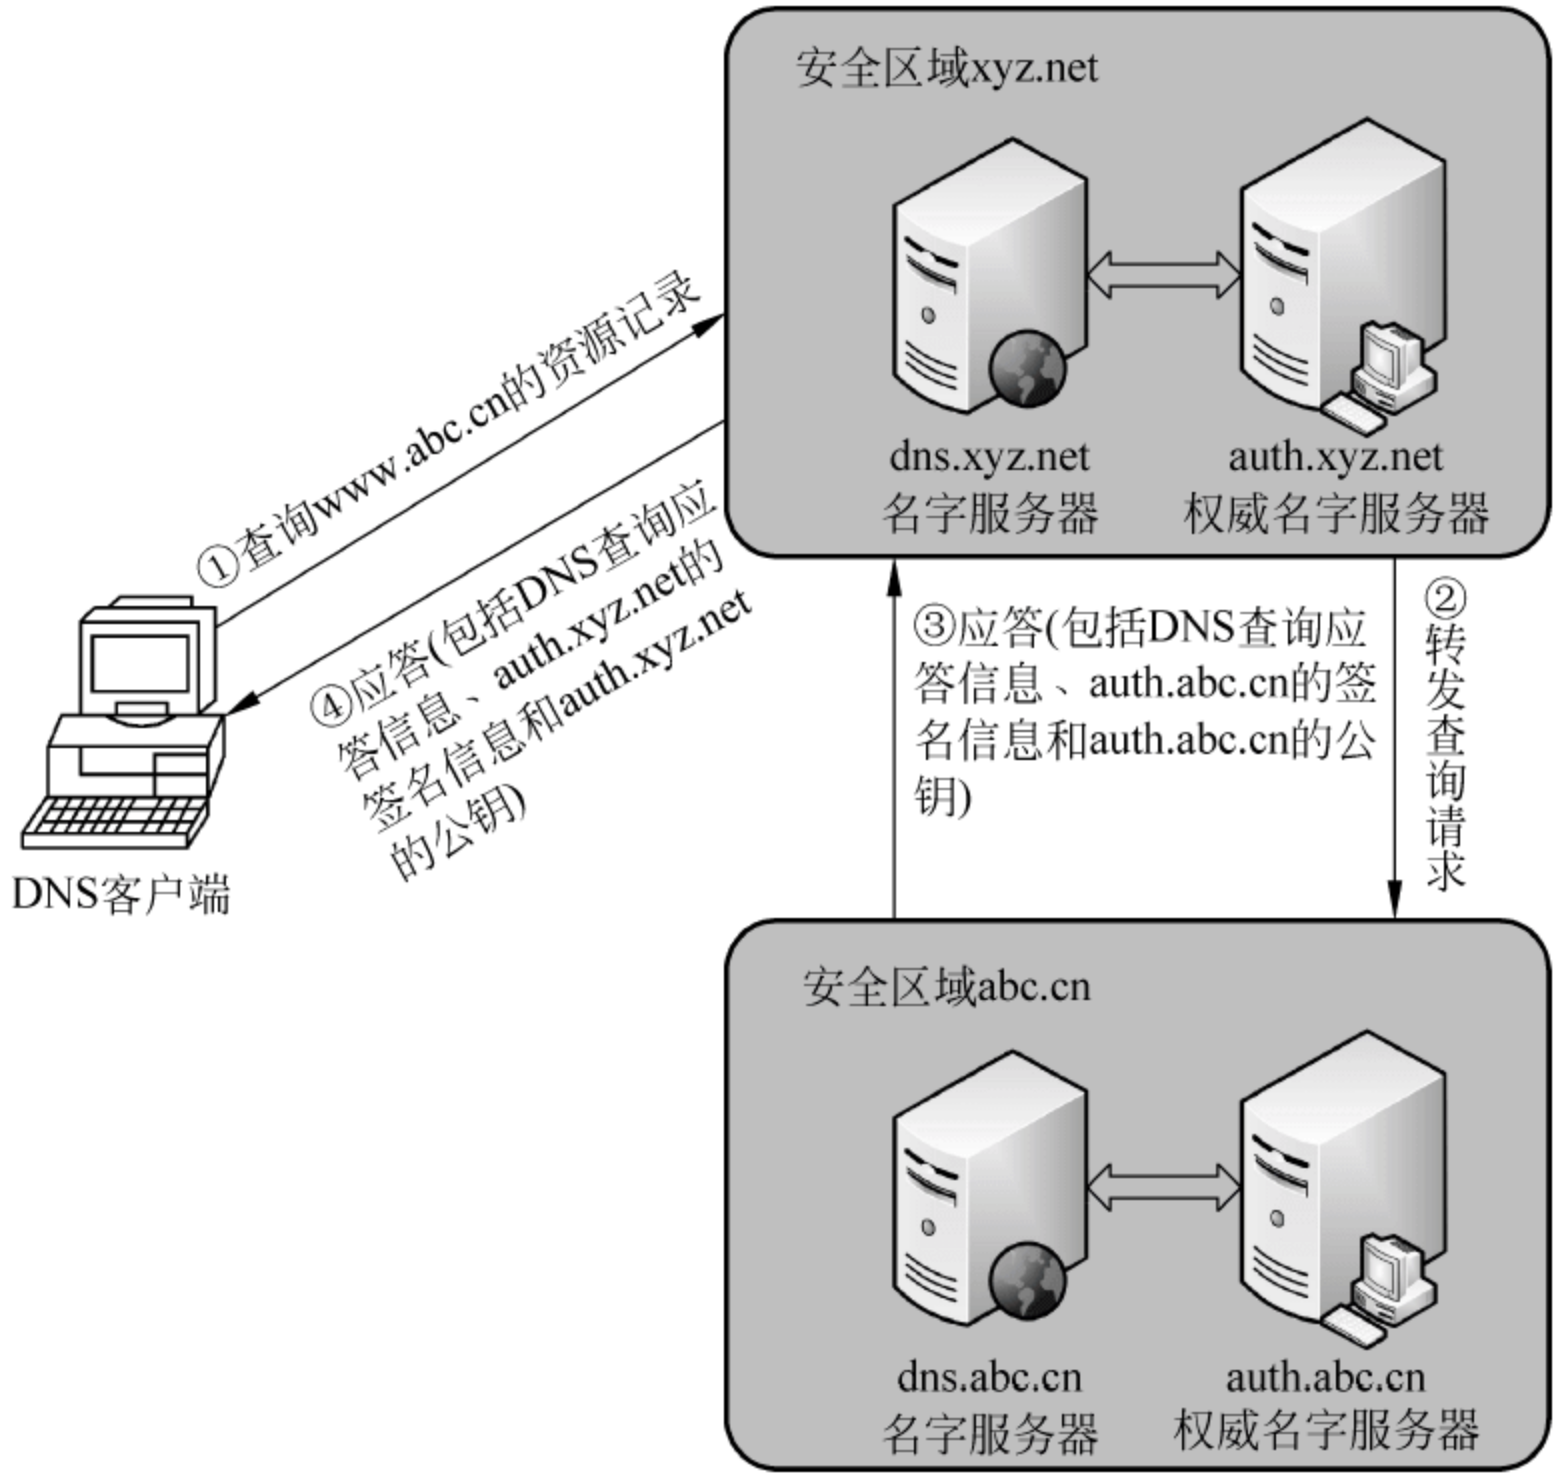 安全区域xyz.net
dns.xyz.net
名字服务器
auth.xyz.net
权威名字服务器
①查询www.abc.cn的资源记录
④应答(包括DNS查询应
答信息、auth.xyz.net的
签名信息和auth.xyz.net
的公钥)
DNS客户端
③应答(包括DNS查询应
答信息、auth.abc.cn的签
名信息和auth.abc.cn的公
钥)
②
转
发
查
询
请
求
安全区域abc.cn
dns.abc.cn
名字服务器
auth.abc.cn
权威名字服务器